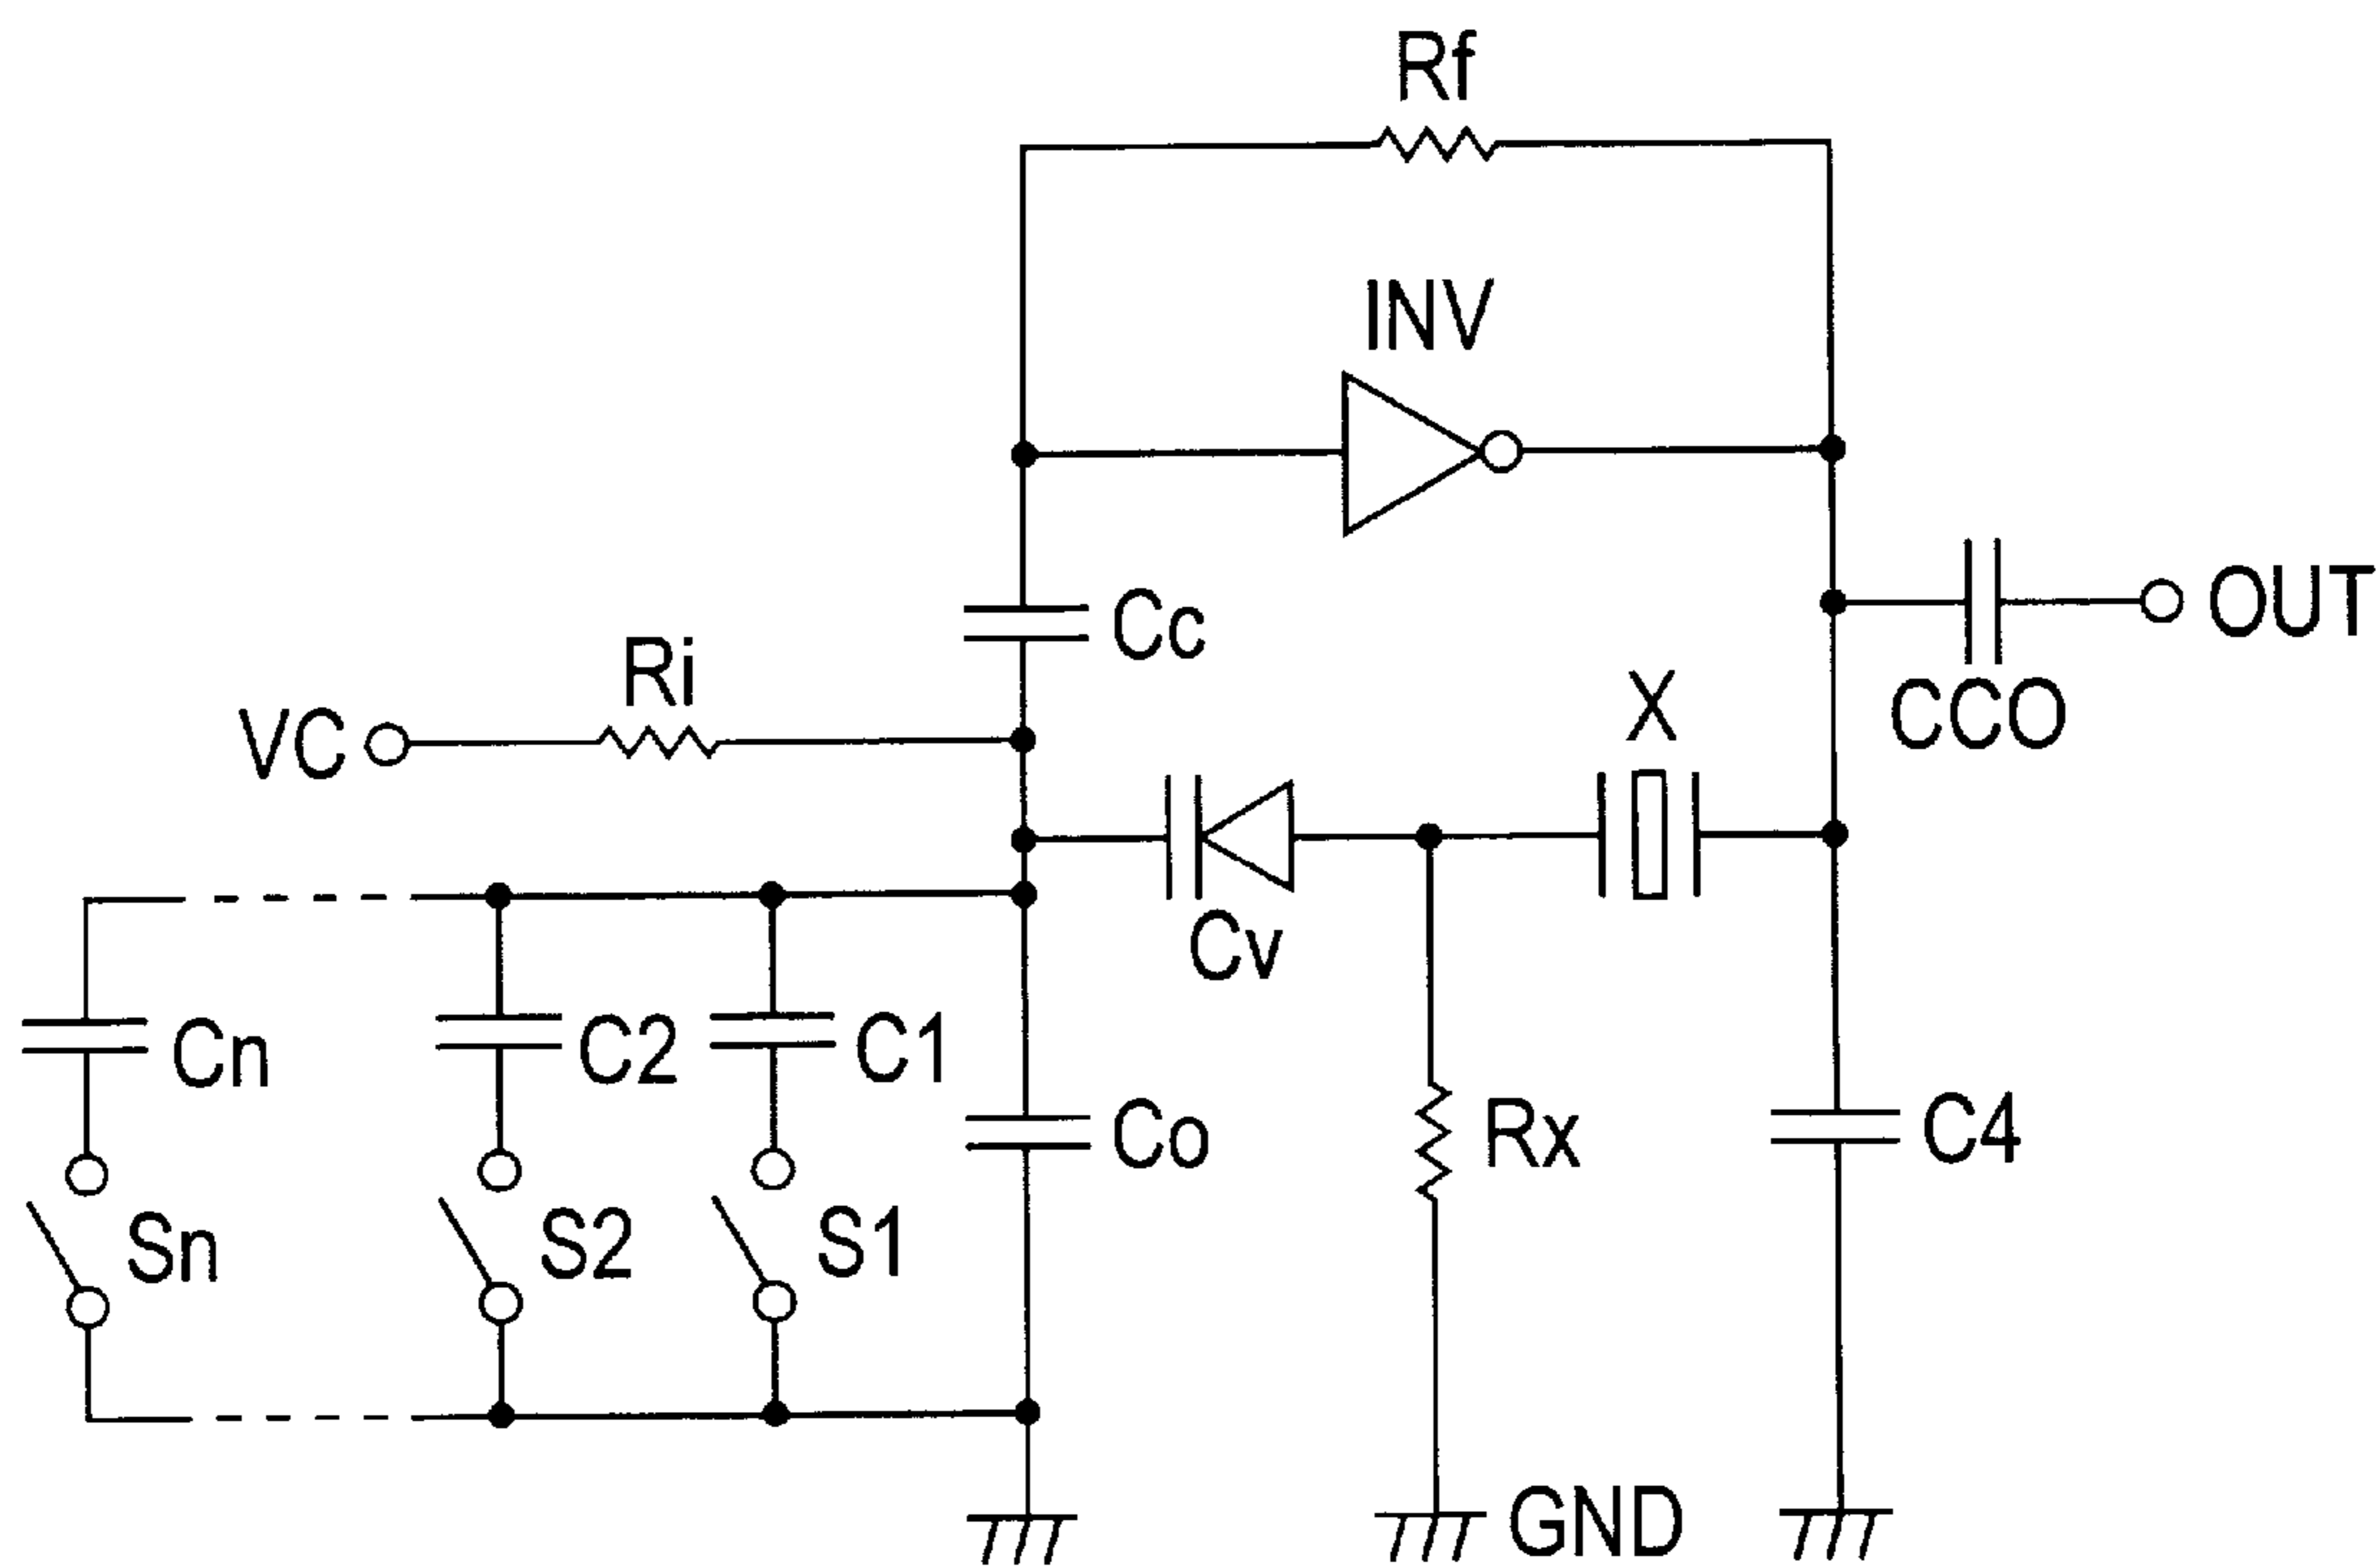 Rf
INV
Cc
OUT
Ri
X
VC
CCO
Cv
Cn
C2
C1
Co
Rx
C4
Sn
S2
S1
GND